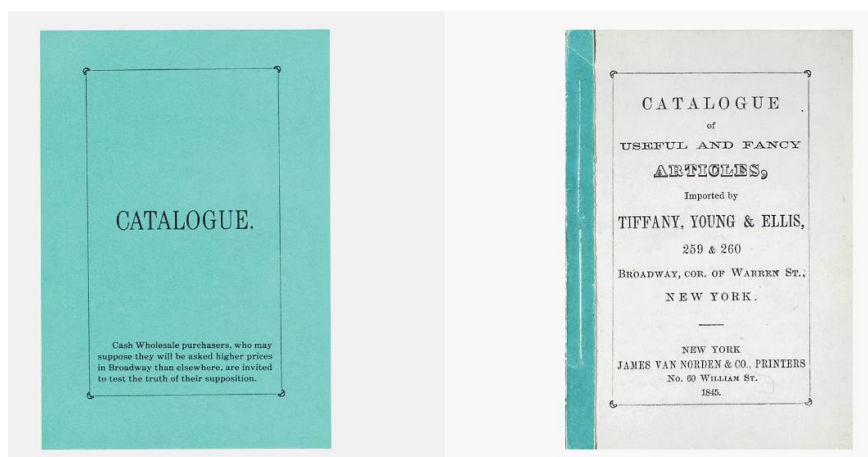 CATALOGUE.
Cash Wholesale purchasers, who may
suppose they will be asked higher prices
in Broadway than elsewhere, are invited
to test the truth of their supposition.
CATALOGUE
of
USEFUL AND FANCY
ARTICLES,
Imported by
TIFFANY, YOUNG & ELLIS,
259 & 260
BROADWAY, COR. OF WARREN ST.,
NEW YORK.
NEW YORK
JAMES VAN NORDEN & CO., PRINTERS
No. 60 WILLIAM ST.
1845.